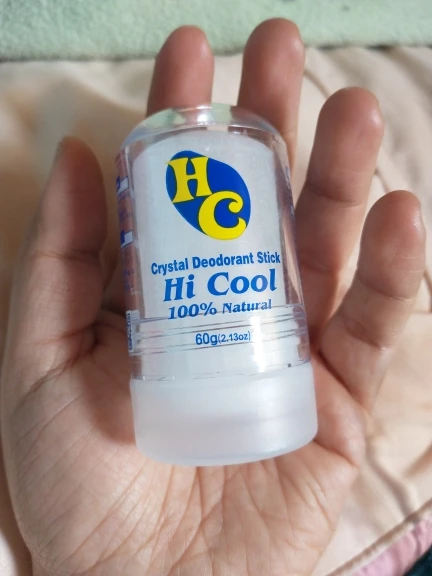 HC
Crystal Deodorant Stick
Hi Cool
100% Natural
60g(2.13oz)